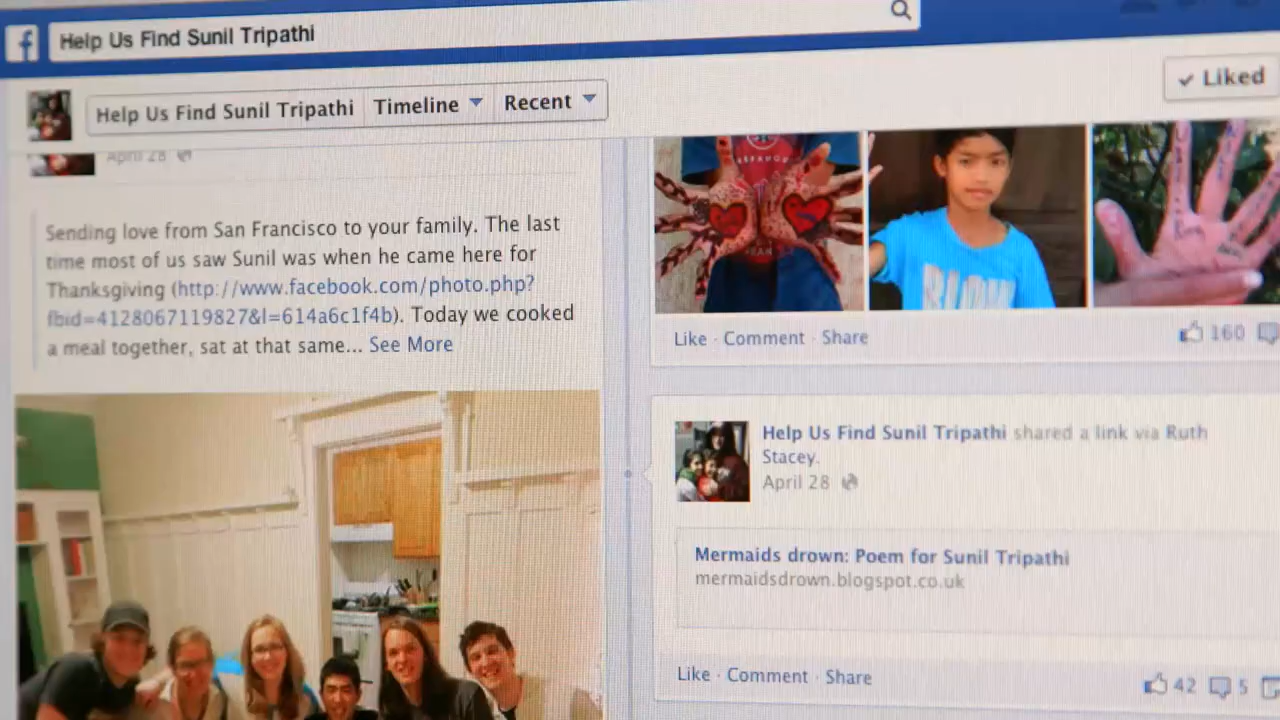 Help Us Find Sunil Tripathi
Help Us Find Sunil Tripathi Timeline Recent
Liked
April 28
Sending love from San Francisco to your family. The last
time most of us saw Sunil was when he came here for
Thanksgiving (http://www.facebook.com/photo.php?
fbid=4128067119827&l=614a6c1f4b). Today we cooked
a meal together, sat at that same... See More
Like · Comment · Share
160
Help Us Find Sunil Tripathi shared a link via Ruth
Stacey.
April 28
Mermaids drown: Poem for Sunil Tripathi
mermaidsdrown.blogspot.co.uk
Like · Comment · Share
42 5